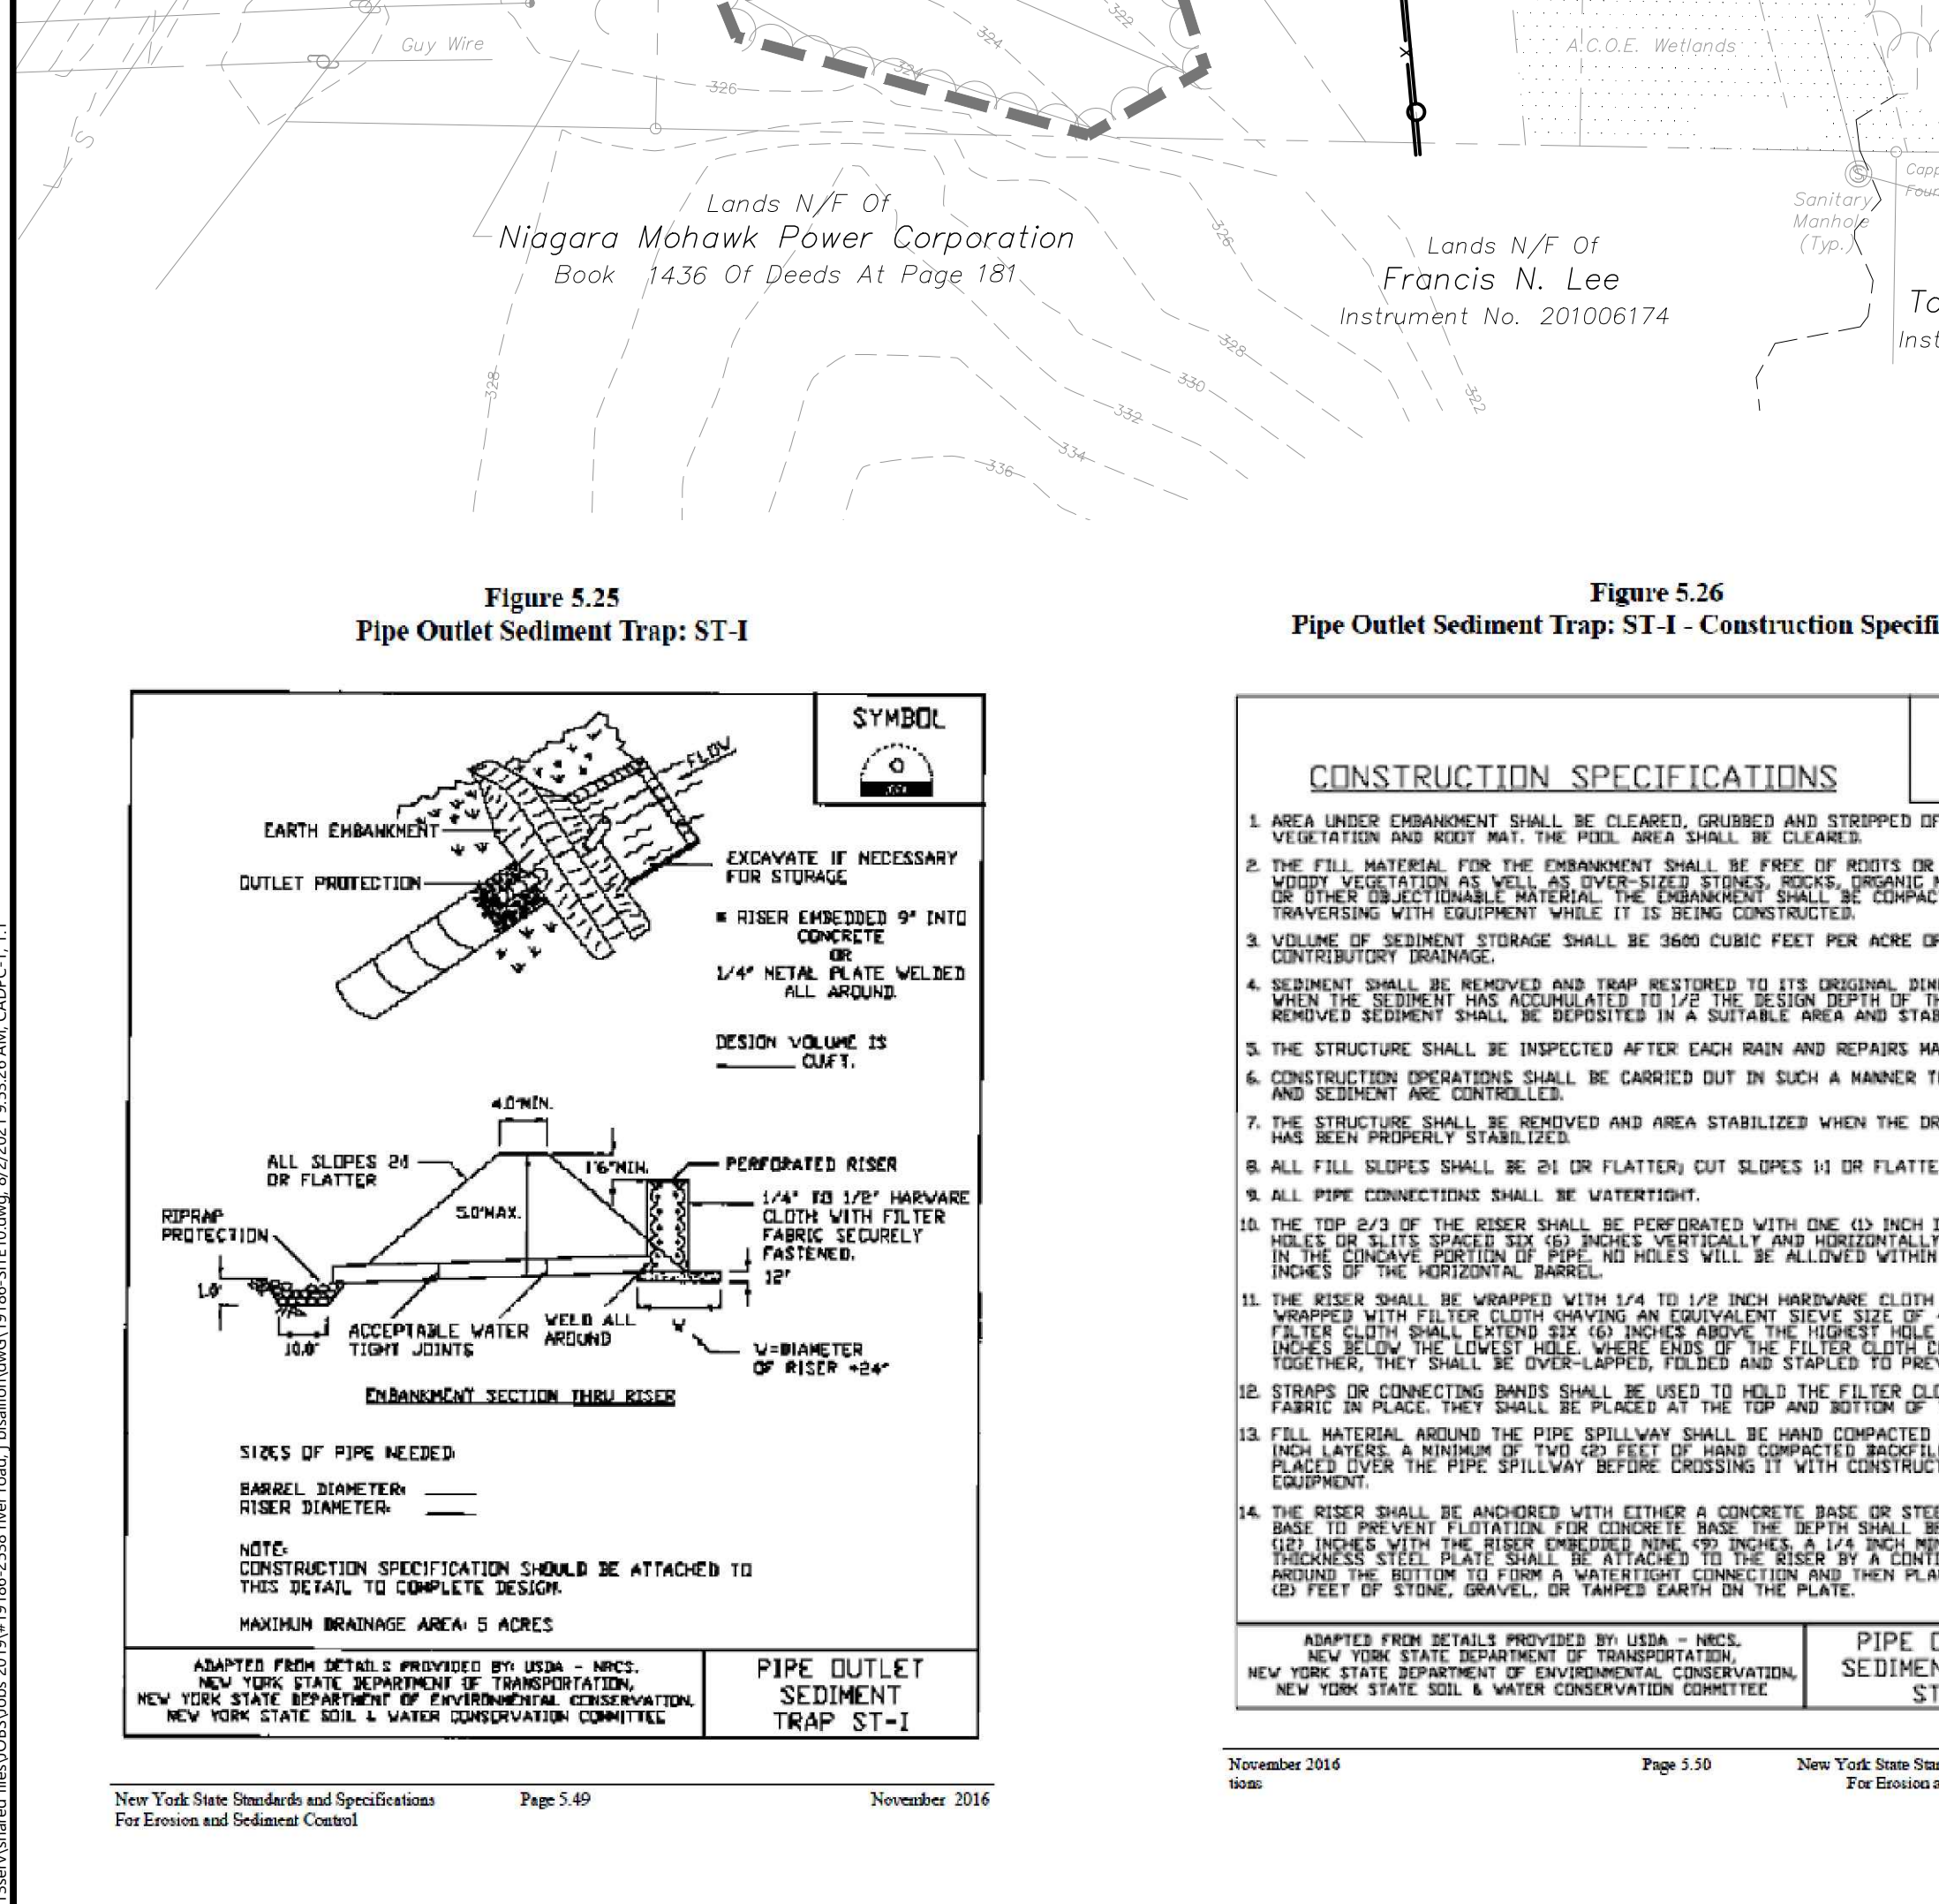 Guy Wire
324
322
A.C.O.E. Wetlands
324
326
S
Lands N/F Of
Niagara Mohawk Power Corporation
Book 1436 Of Deeds At Page 181
326
Lands N/F Of
Francis N. Lee
Instrument No. 201006174
Sanitary
Manhole
(Typ.)
S
328
328
330
332
334
336
322
Figure 5.25
Pipe Outlet Sediment Trap: ST-I
SYMBOL
FLOW
EARTH EMBANKMENT
OUTLET PROTECTION
EXCAVATE IF NECESSARY
FOR STORAGE
* RISER EMBEDDED 9" INTO
CONCRETE
OR
1/4" METAL PLATE WELDED
ALL AROUND.
DESIGN VOLUME IS
____ CU.FT.
4.0'MIN.
ALL SLOPES 2:1
OR FLATTER
1'6"MIN.
PERFORATED RISER
5.0'MAX.
1/4" TO 1/2" HARWARE
CLOTH WITH FILTER
FABRIC SECURELY
FASTENED.
RIPRAP
PROTECTION
12"
1.0'
10.0'
ACCEPTABLE WATER
TIGHT JOINTS
WELD ALL
AROUND
W
W=DIAMETER
OF RISER +24"
EMBANKMENT SECTION THRU RISER
SIZES OF PIPE NEEDED:
BARREL DIAMETER: ____
RISER DIAMETER: ____
NOTE:
CONSTRUCTION SPECIFICATION SHOULD BE ATTACHED TO
THIS DETAIL TO COMPLETE DESIGN.
MAXIMUM DRAINAGE AREA: 5 ACRES
ADAPTED FROM DETAILS PROVIDED BY: USDA - NRCS,
NEW YORK STATE DEPARTMENT OF TRANSPORTATION,
NEW YORK STATE DEPARTMENT OF ENVIRONMENTAL CONSERVATION,
NEW YORK STATE SOIL & WATER CONSERVATION COMMITTEE
PIPE OUTLET
SEDIMENT
TRAP ST-I
New York State Standards and Specifications
For Erosion and Sediment Control
Page 5.49
November 2016
Figure 5.26
Pipe Outlet Sediment Trap: ST-I - Construction
CONSTRUCTION SPECIFICATIONS
1. AREA UNDER EMBANKMENT SHALL BE CLEARED, GRUBBED AND STRIPPED OF
VEGETATION AND ROOT MAT. THE POOL AREA SHALL BE CLEARED.
2. THE FILL MATERIAL FOR THE EMBANKMENT SHALL BE FREE OF ROOTS OR
WOODY VEGETATION AS WELL AS OVER-SIZED STONES, ROCKS, ORGANIC
OR OTHER OBJECTIONABLE MATERIAL. THE EMBANKMENT SHALL BE
TRAVERSING WITH EQUIPMENT WHILE IT IS BEING CONSTRUCTED.
3. VOLUME OF SEDIMENT STORAGE SHALL BE 3600 CUBIC FEET PER ACRE OF
CONTRIBUTORY DRAINAGE.
4. SEDIMENT SHALL BE REMOVED AND TRAP RESTORED TO ITS ORIGINAL
WHEN THE SEDIMENT HAS ACCUMULATED TO 1/2 THE DESIGN DEPTH OF
REMOVED SEDIMENT SHALL BE DEPOSITED IN A SUITABLE AREA AND
5. THE STRUCTURE SHALL BE INSPECTED AFTER EACH RAIN AND REPAIRS
6. CONSTRUCTION OPERATIONS SHALL BE CARRIED OUT IN SUCH A MANNER
AND SEDIMENT ARE CONTROLLED.
7. THE STRUCTURE SHALL BE REMOVED AND AREA STABILIZED WHEN THE
HAS BEEN PROPERLY STABILIZED.
8. ALL FILL SLOPES SHALL BE 2:1 OR FLATTER; CUT SLOPES 1:1 OR
9. ALL PIPE CONNECTIONS SHALL BE WATERTIGHT.
10. THE TOP 2/3 OF THE RISER SHALL BE PERFORATED WITH ONE (1) INCH
HOLES OR SLITS SPACED SIX (6) INCHES VERTICALLY AND HORIZONTALLY
IN THE CONCAVE PORTION OF PIPE. NO HOLES WILL BE ALLOWED WITHIN
INCHES OF THE HORIZONTAL BARREL.
11. THE RISER SHALL BE WRAPPED WITH 1/4 TO 1/2 INCH HARDWARE CLOTH
WRAPPED WITH FILTER CLOTH (HAVING AN EQUIVALENT SIEVE SIZE OF
FILTER CLOTH SHALL EXTEND SIX (6) INCHES ABOVE THE HIGHEST HOLE
INCHES BELOW THE LOWEST HOLE. WHERE ENDS OF THE FILTER CLOTH
TOGETHER, THEY SHALL BE OVER-LAPPED, FOLDED AND STAPLED TO
12. STRAPS OR CONNECTING BANDS SHALL BE USED TO HOLD THE FILTER
FABRIC IN PLACE. THEY SHALL BE PLACED AT THE TOP AND BOTTOM OF
13. FILL MATERIAL AROUND THE PIPE SPILLWAY SHALL BE HAND COMPACTED
INCH LAYERS. A MINIMUM OF TWO (2) FEET OF HAND COMPACTED
PLACED OVER THE PIPE SPILLWAY BEFORE CROSSING IT WITH
EQUIPMENT.
14. THE RISER SHALL BE ANCHORED WITH EITHER A CONCRETE BASE OR
BASE TO PREVENT FLOTATION. FOR CONCRETE BASE THE DEPTH SHALL
(12) INCHES WITH THE RISER EMBEDDED NINE (9) INCHES. A 1/4 INCH
THICKNESS STEEL PLATE SHALL BE ATTACHED TO THE RISER BY A
AROUND THE BOTTOM TO FORM A WATERTIGHT CONNECTION AND THEN
(2) FEET OF STONE, GRAVEL, OR TAMPED EARTH ON THE PLATE.
ADAPTED FROM DETAILS PROVIDED BY: USDA - NRCS,
NEW YORK STATE DEPARTMENT OF TRANSPORTATION,
NEW YORK STATE DEPARTMENT OF ENVIRONMENTAL CONSERVATION,
NEW YORK STATE SOIL & WATER CONSERVATION COMMITTEE
PIPE
November 2016
tions
Page 5.50
New York State
For Erosion